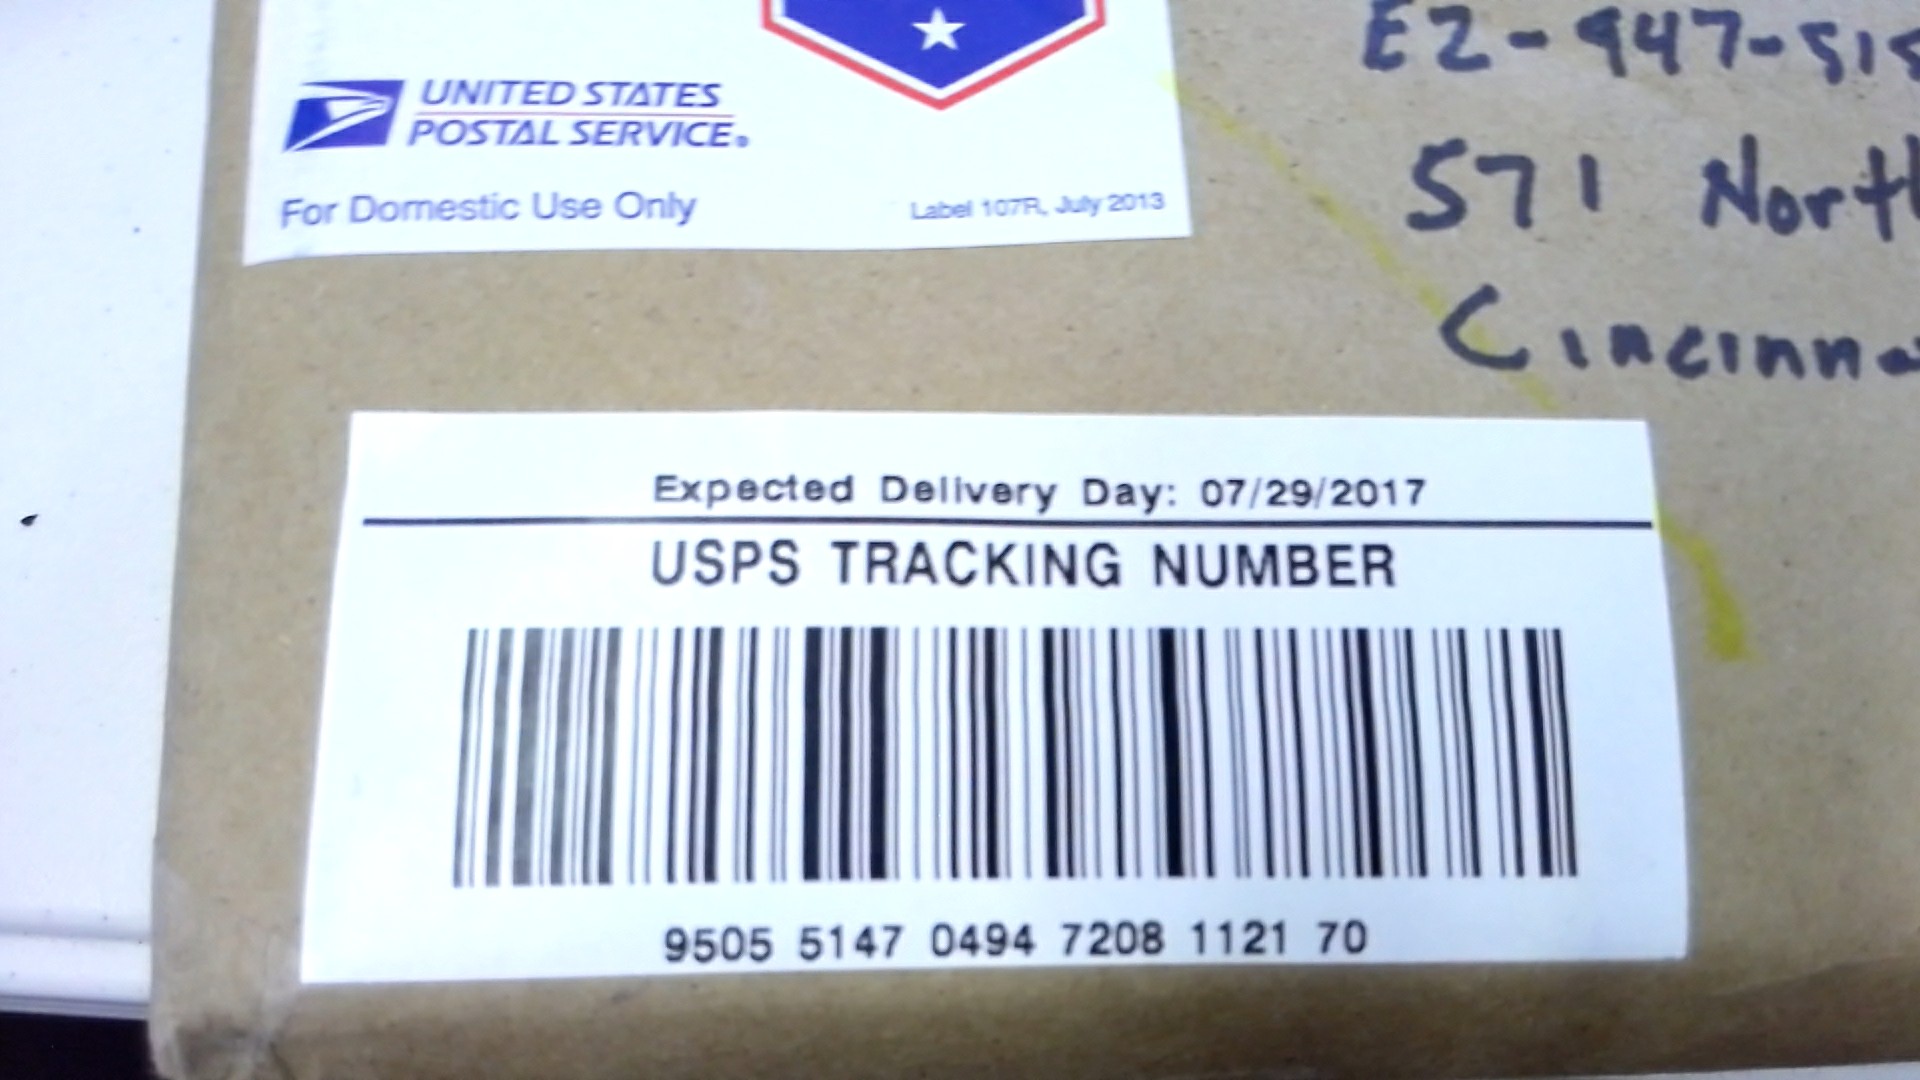 UNITED STATES
POSTAL SERVICE®
For Domestic Use Only
Label 107R, July 2013
571 North
Cincinna
Expected Delivery Day: 07/29/2017
USPS TRACKING NUMBER
9505 5147 0494 7208 1121 70